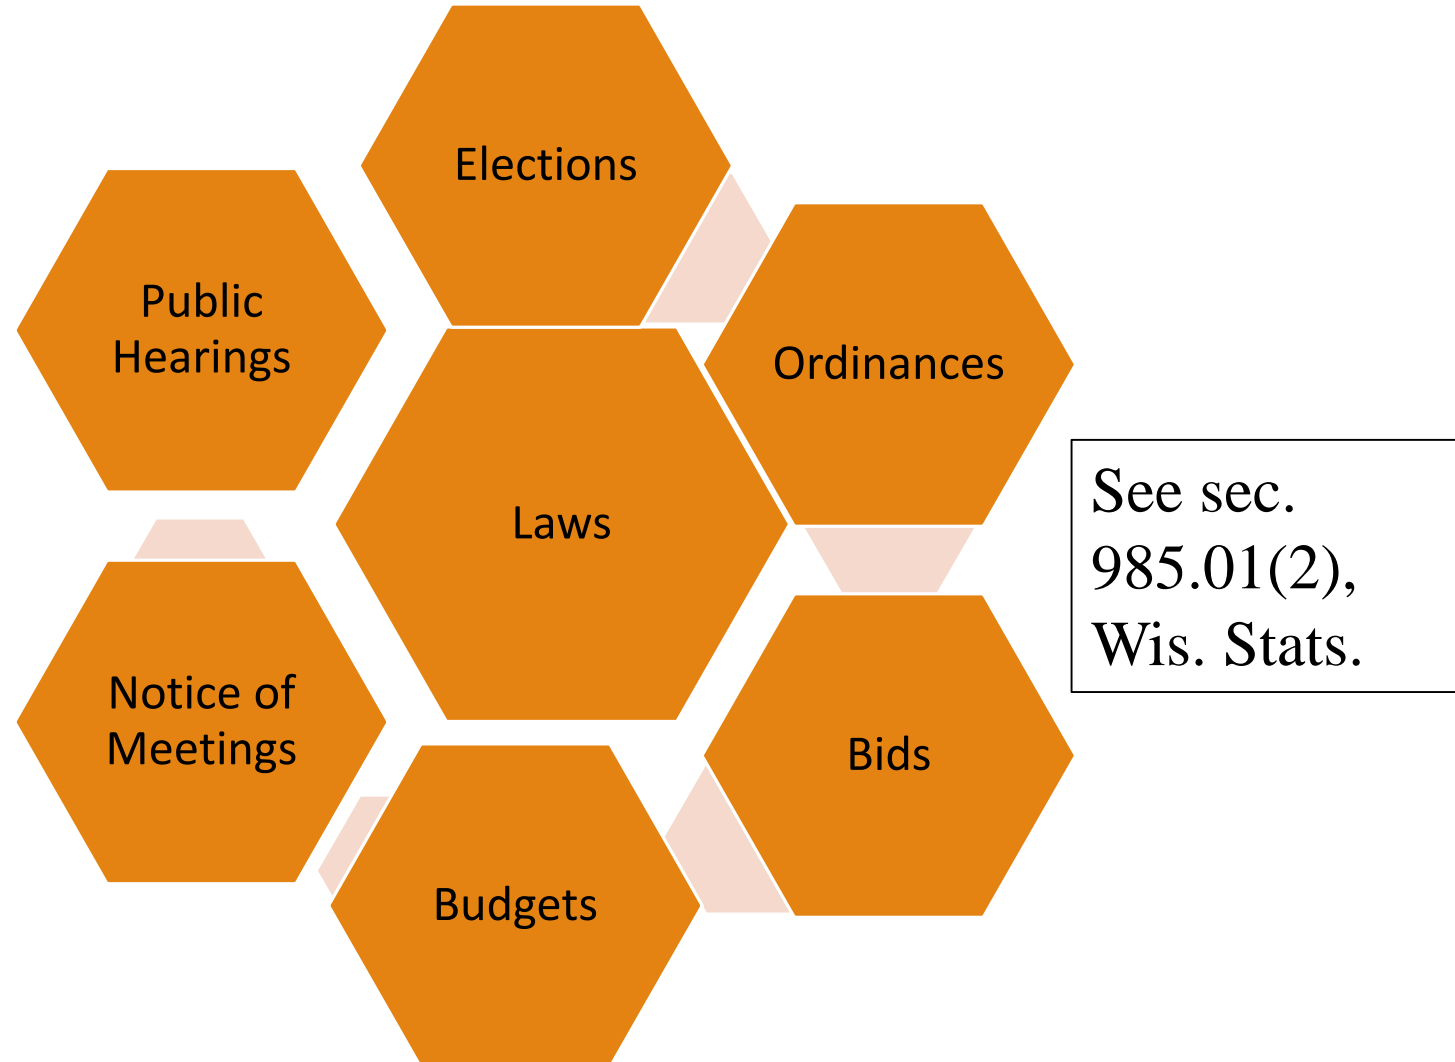 Elections
Public
Hearings
Ordinances
Laws
See sec.
985.01(2),
Wis. Stats.
Notice of
Meetings
Bids
Budgets